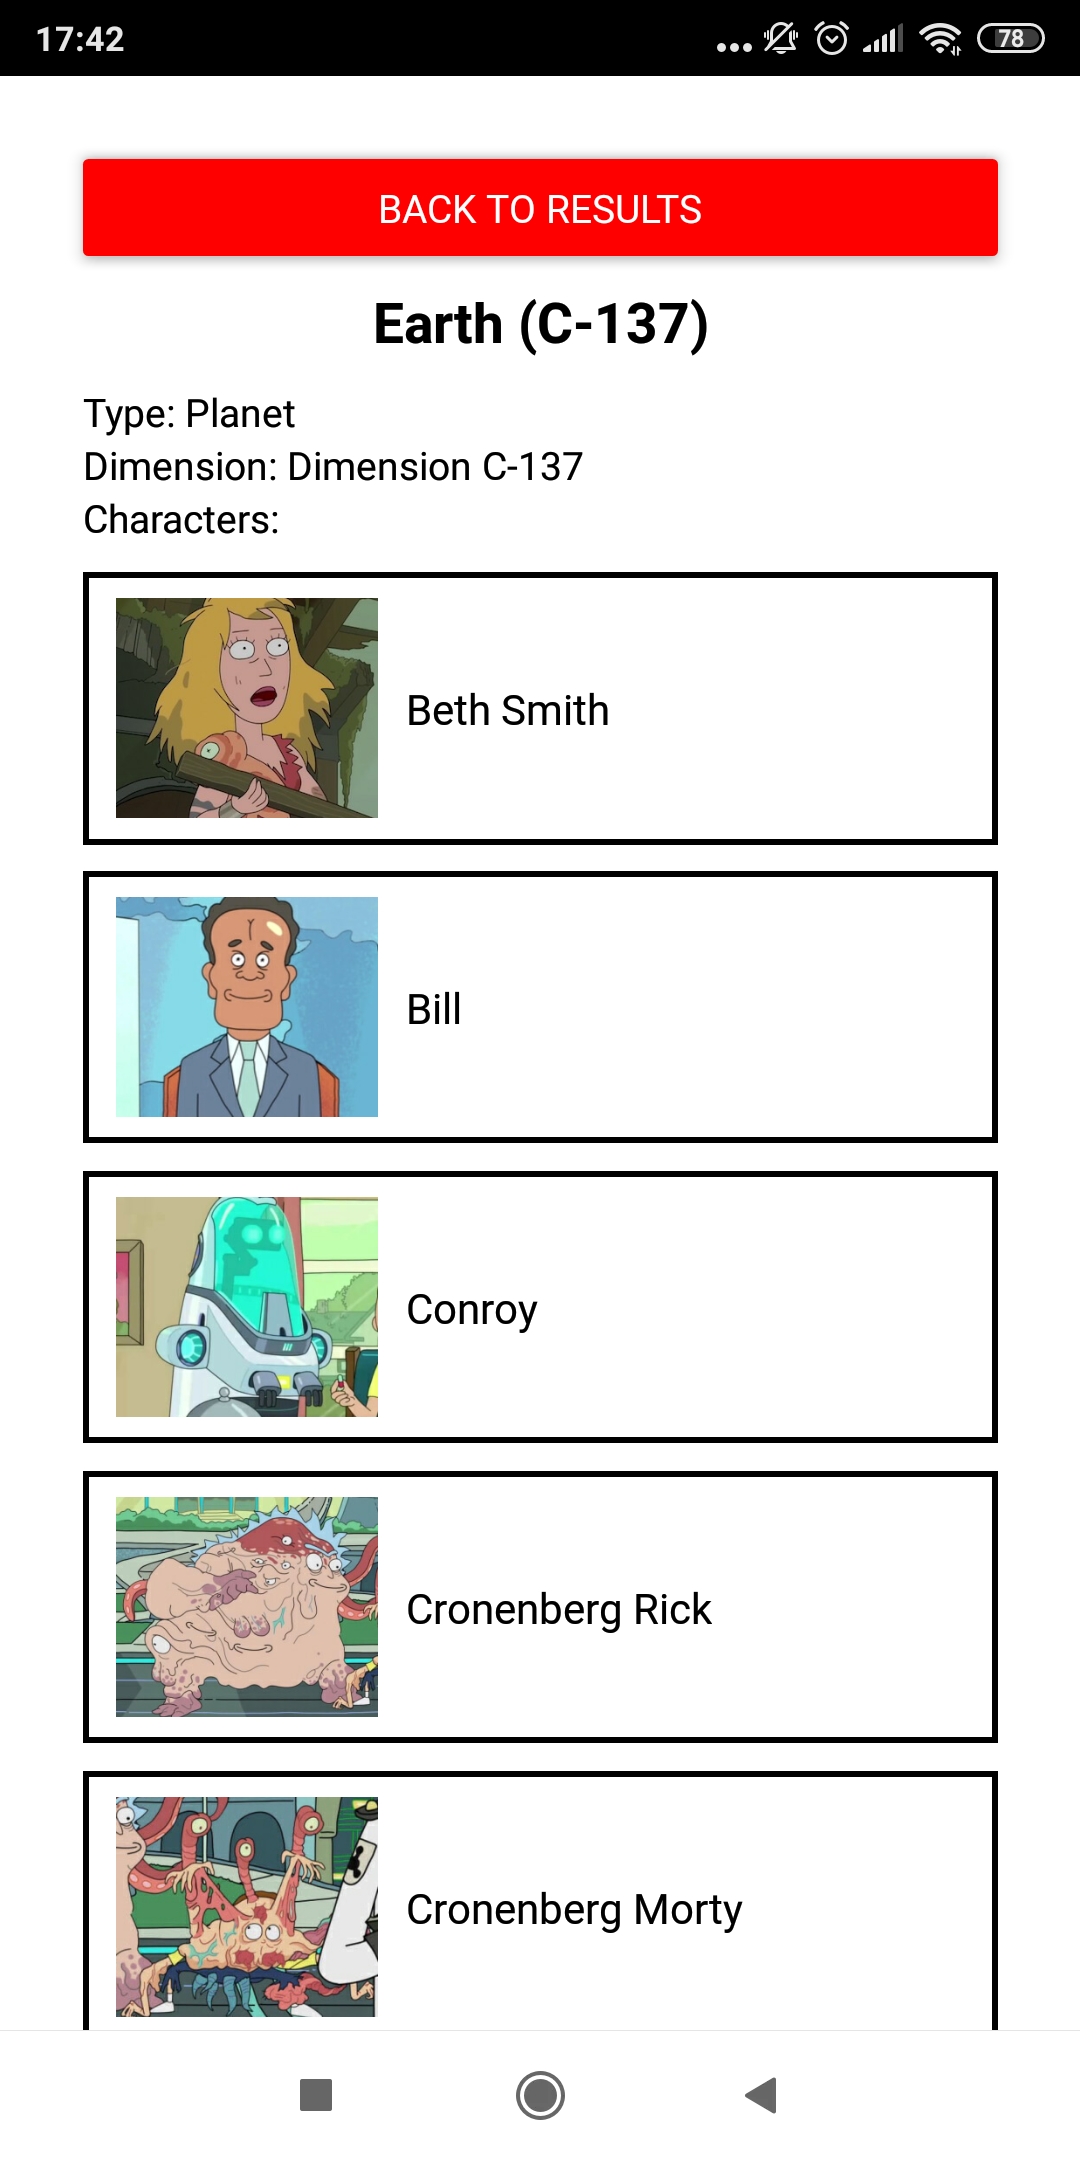 17:42
78
BACK TO RESULTS
Earth (C-137)
Type: Planet
Dimension: Dimension C-137
Characters:
Beth Smith
Bill
Conroy
Cronenberg Rick
Cronenberg Morty